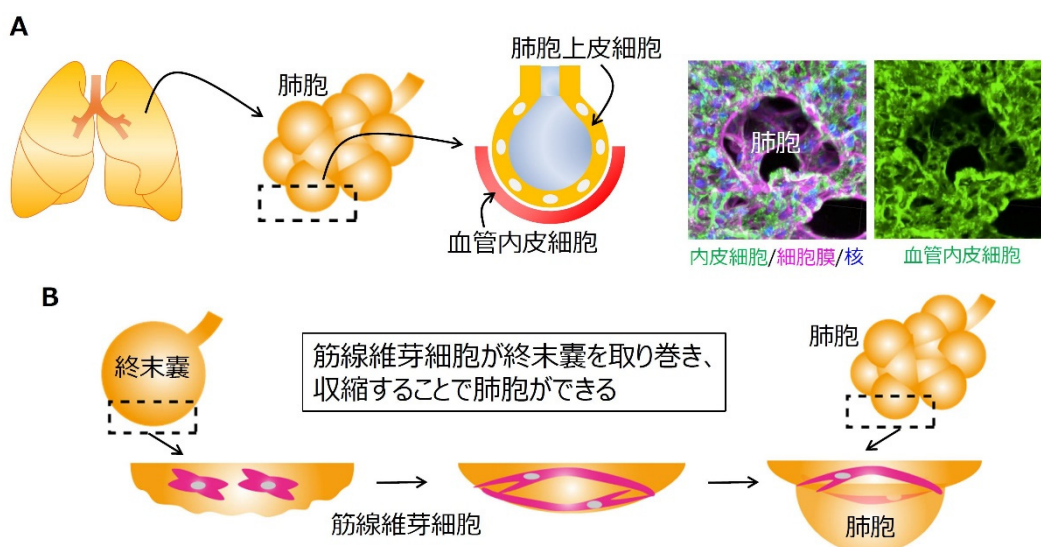 A
肺胞
肺胞上皮細胞
血管内皮細胞
肺胞
内皮細胞/細胞膜/核
血管内皮細胞
B
終末嚢
筋線維芽細胞が終末嚢を取り巻き、
収縮することで肺胞ができる
肺胞
筋線維芽細胞
肺胞